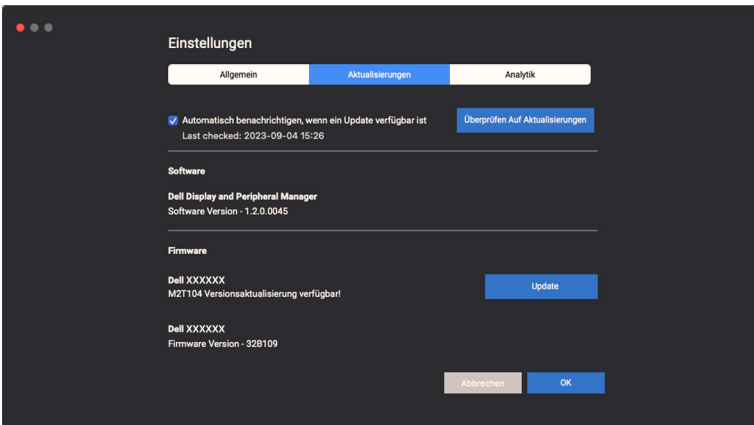 Einstellungen
Allgemein
Aktualisierungen
Analytik
Automatisch benachrichtigen, wenn ein Update verfügbar ist
Überprüfen Auf Aktualisierungen
Last checked: 2023-09-04 15:26
Software
Dell Display and Peripheral Manager
Software Version - 1.2.0.0045
Firmware
Dell XXXXXX
M2T104 Versionsaktualisierung verfügbar!
Update
Dell XXXXXX
Firmware Version - 32B109
Abbrechen
OK